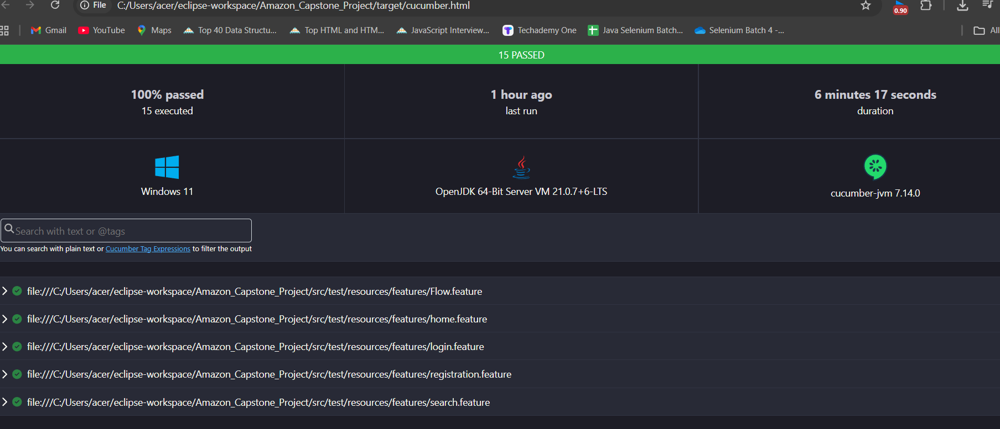 File C:/Users/acer/eclipse-workspace/Amazon_Capstone_Project/target/cucumber.html
0.90
Gmail YouTube Maps Top 40 Data Structu... Top HTML and HTM... JavaScript Interview... Techademy One Java Selenium Batch... Selenium Batch 4 -... All
15 PASSED
100% passed
15 executed
1 hour ago
last run
6 minutes 17 seconds
duration
Windows 11
OpenJDK 64-Bit Server VM 21.0.7+6-LTS
cucumber-jvm 7.14.0
Search with text or @tags
You can search with plain text or Cucumber Tag Expressions to filter the output
file:///C:/Users/acer/eclipse-workspace/Amazon_Capstone_Project/src/test/resources/features/Flow.feature
file:///C:/Users/acer/eclipse-workspace/Amazon_Capstone_Project/src/test/resources/features/home.feature
file:///C:/Users/acer/eclipse-workspace/Amazon_Capstone_Project/src/test/resources/features/login.feature
file:///C:/Users/acer/eclipse-workspace/Amazon_Capstone_Project/src/test/resources/features/registration.feature
file:///C:/Users/acer/eclipse-workspace/Amazon_Capstone_Project/src/test/resources/features/search.feature